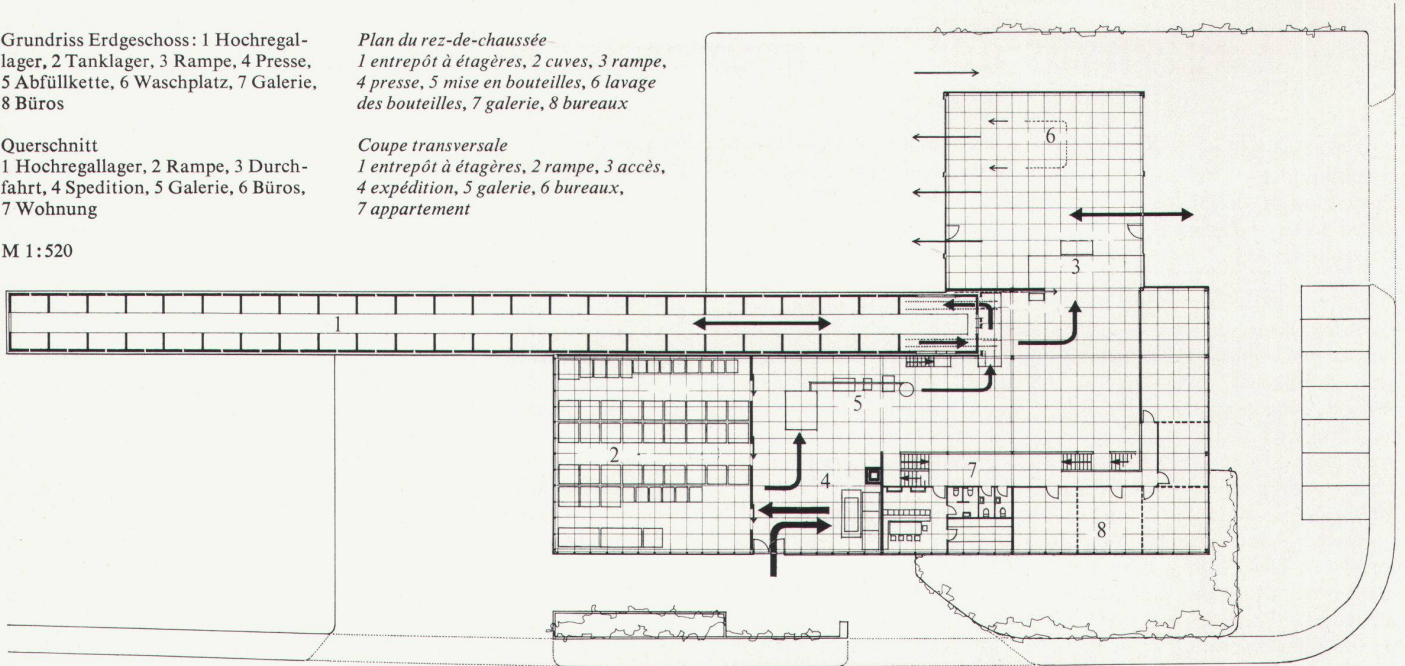 Grundriss Erdgeschoss: 1 Hochregal-
lager, 2 Tanklager, 3 Rampe, 4 Presse,
5 Abfüllkette, 6 Waschplatz, 7 Galerie,
8 Büros
Querschnitt
1 Hochregallager, 2 Rampe, 3 Durch-
fahrt, 4 Spedition, 5 Galerie, 6 Büros,
7 Wohnung
M 1:520
Plan du rez-de-chaussée
1 entrepôt à étagères, 2 cuves, 3 rampe,
4 presse, 5 mise en bouteilles, 6 lavage
des bouteilles, 7 galerie, 8 bureaux
Coupe transversale
1 entrepôt à étagères, 2 rampe, 3 accès,
4 expédition, 5 galerie, 6 bureaux,
7 appartement
6
3
1
5
2
4
7
8